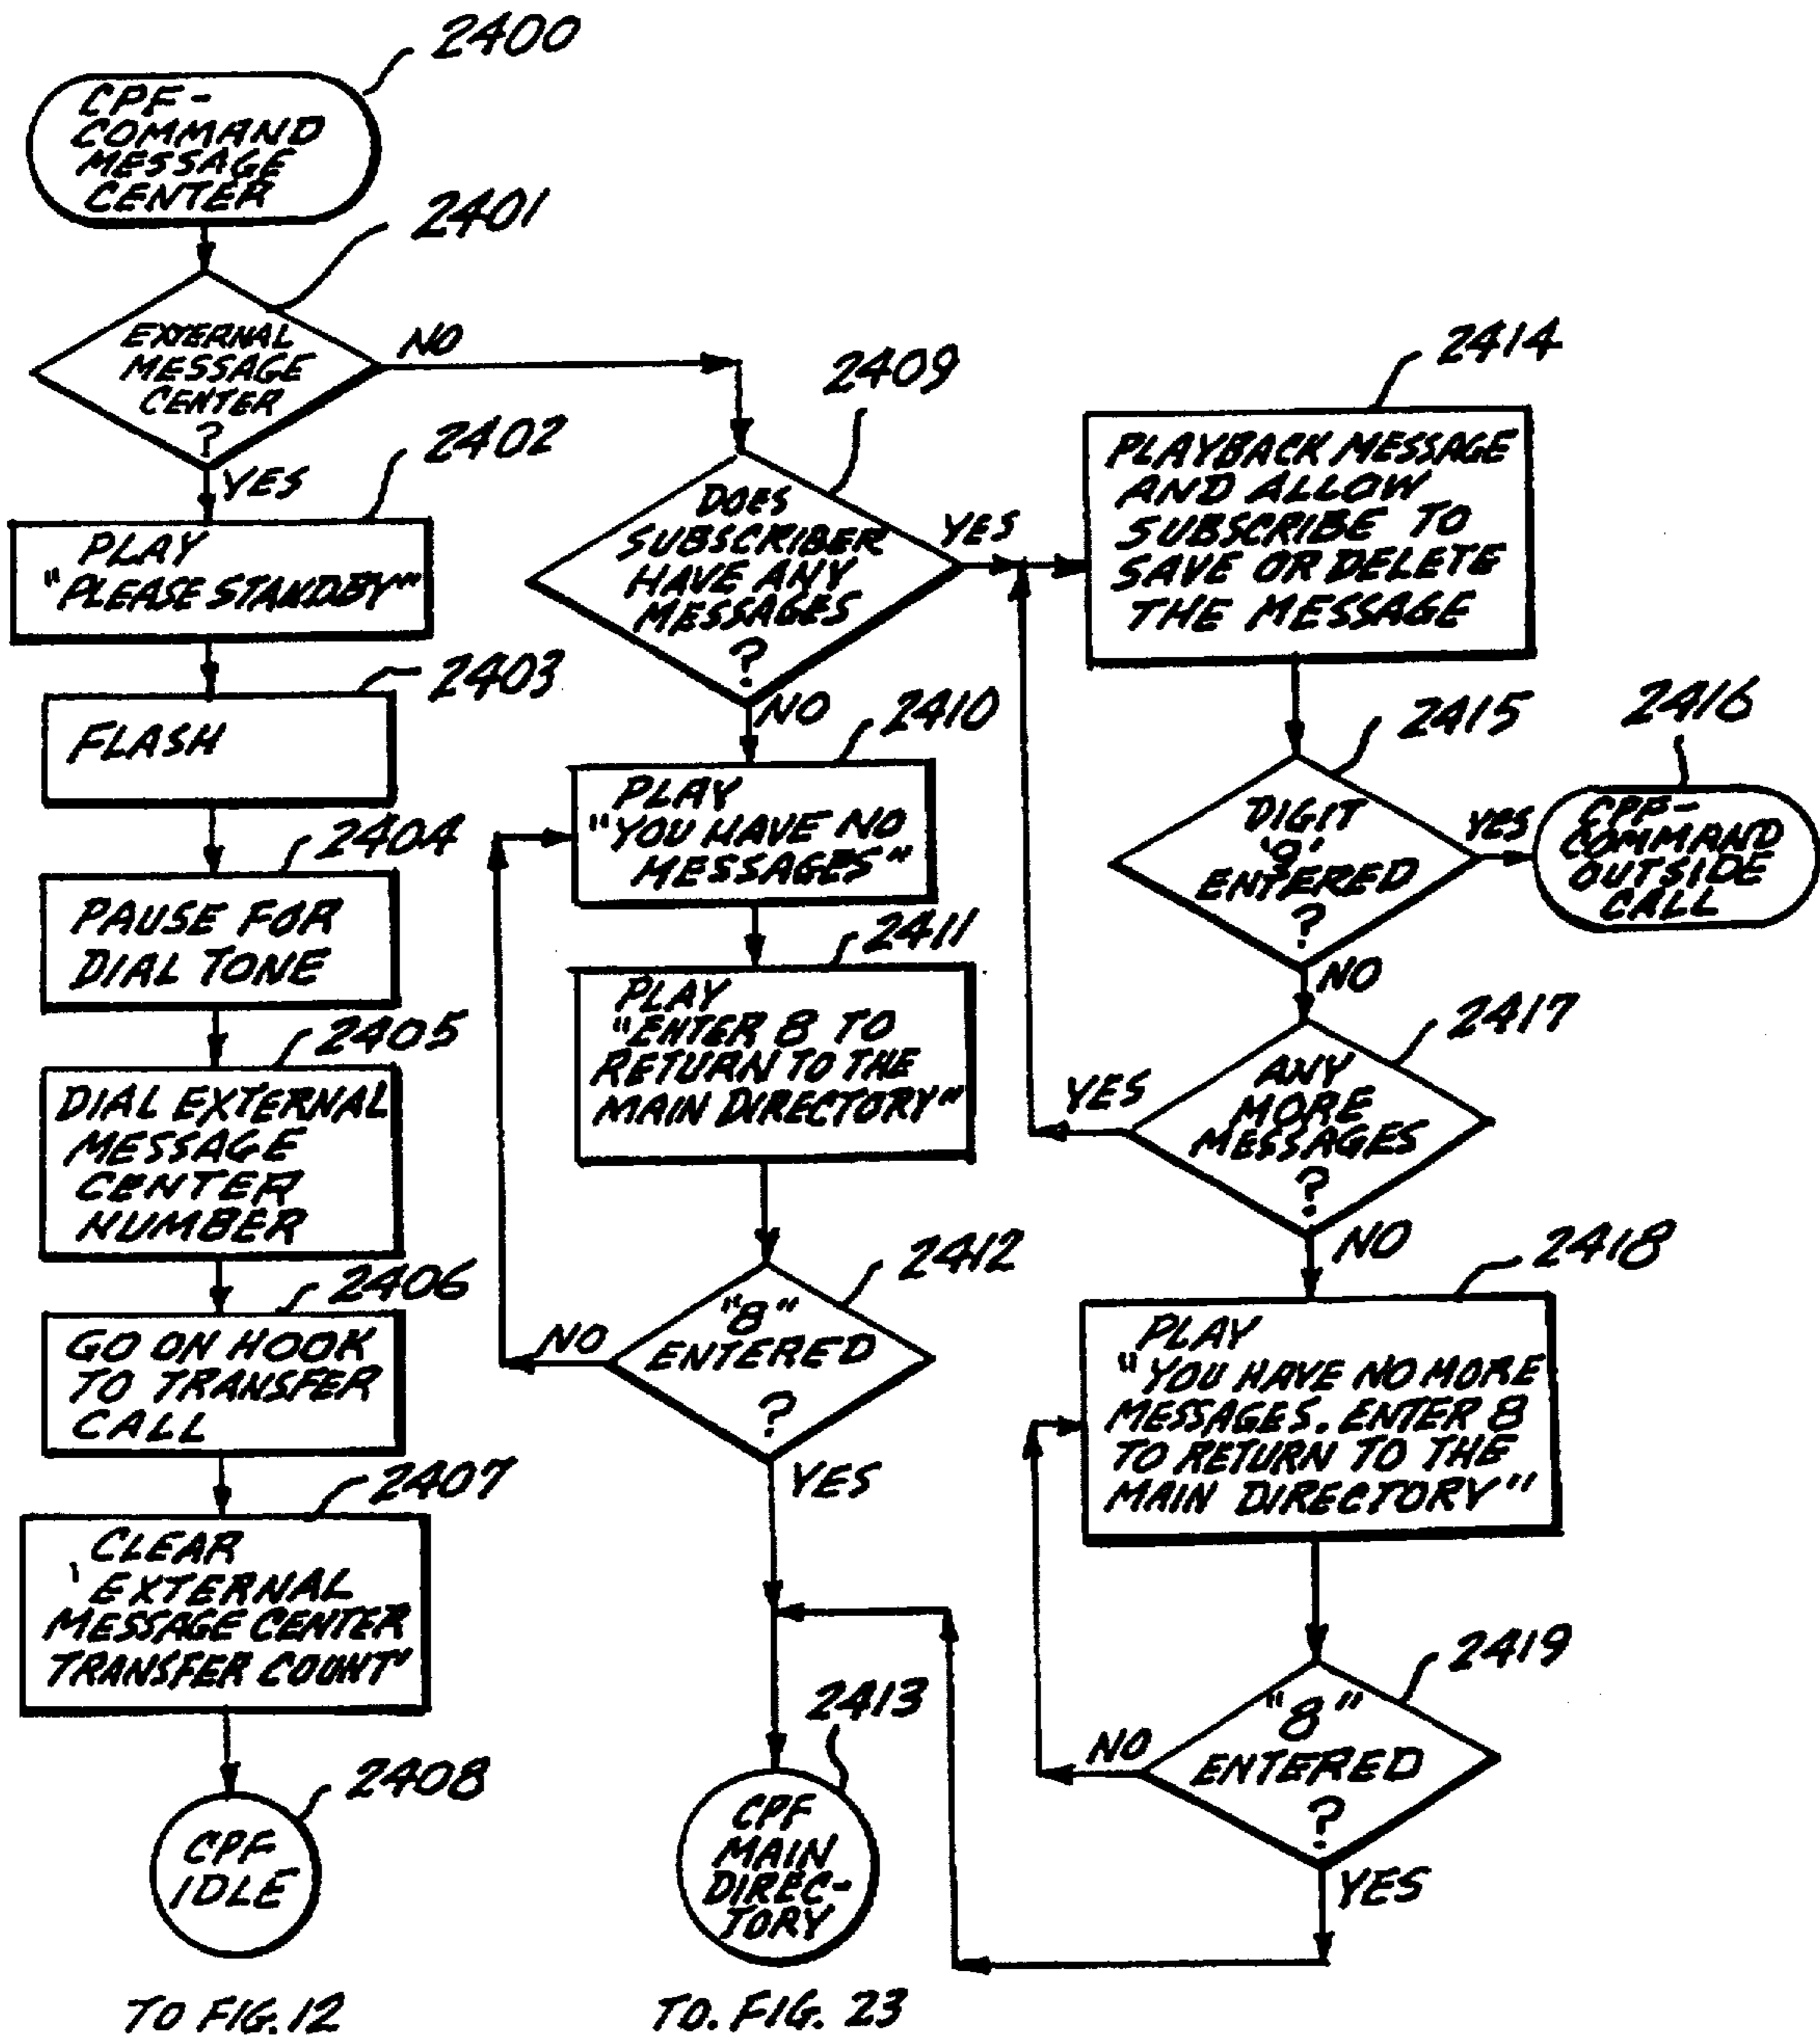 2400
CPF-
COMMAND
MESSAGE
CENTER
2401
EXTERNAL
MESSAGE
CENTER
?
NO
YES
2402
PLAY
"PLEASE STANDBY"
2403
FLASH
2404
PAUSE FOR
DIAL TONE
2405
DIAL EXTERNAL
MESSAGE
CENTER
NUMBER
2406
GO ON HOOK
TO TRANSFER
CALL
2407
CLEAR
'EXTERNAL
MESSAGE CENTER
TRANSFER COUNT'
2408
CPF
IDLE
TO FIG. 12
2409
DOES
SUBSCRIBER
HAVE ANY
MESSAGES
?
YES
NO
2410
PLAY
"YOU HAVE NO
MESSAGES"
2411
PLAY
"ENTER 8 TO
RETURN TO THE
MAIN DIRECTORY"
2412
"8"
ENTERED
?
NO
YES
2413
CPF
MAIN
DIREC-
TORY
TO. FIG. 23
2414
PLAYBACK MESSAGE
AND ALLOW
SUBSCRIBE TO
SAVE OR DELETE
THE MESSAGE
2415
DIGIT
'9'
ENTERED
?
YES
NO
2416
CPF-
COMMAND
OUTSIDE
CALL
2417
ANY
MORE
MESSAGES
?
YES
NO
2418
PLAY
"YOU HAVE NO MORE
MESSAGES. ENTER 8
TO RETURN TO THE
MAIN DIRECTORY"
2419
"8"
ENTERED
?
NO
YES